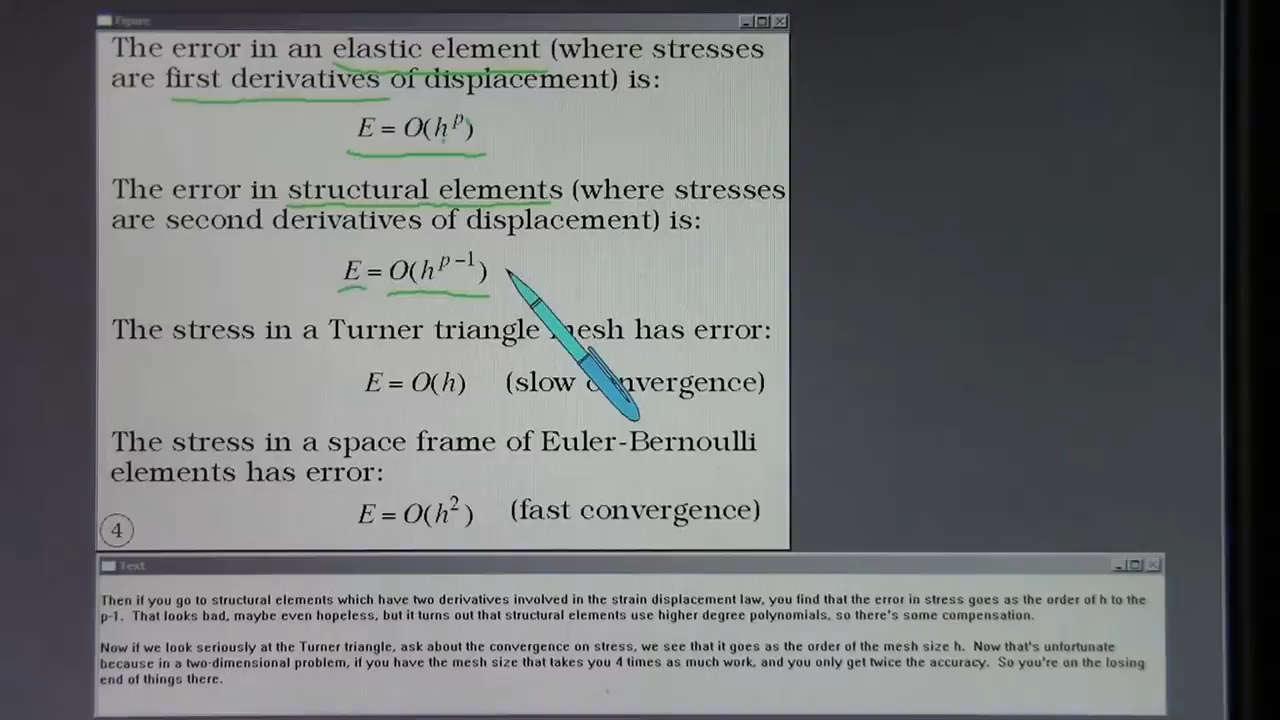 Figure
The error in an elastic element (where stresses
are first derivatives of displacement) is:
E = O(h^p)
The error in structural elements (where stresses
are second derivatives of displacement) is:
E = O(h^{p-1})
The stress in a Turner triangle mesh has error:
E = O(h) (slow convergence)
The stress in a space frame of Euler-Bernoulli
elements has error:
E = O(h^2) (fast convergence)
4
Text
Then if you go to structural elements which have two derivatives involved in the strain displacement law, you find that the error in stress goes as the order of h to the
p-1. That looks bad, maybe even hopeless, but it turns out that structural elements use higher degree polynomials, so there's some compensation.
Now if we look seriously at the Turner triangle, ask about the convergence on stress, we see that it goes as the order of the mesh size h. Now that's unfortunate
because in a two-dimensional problem, if you have the mesh size that takes you 4 times as much work, and you only get twice the accuracy. So you're on the losing
end of things there.